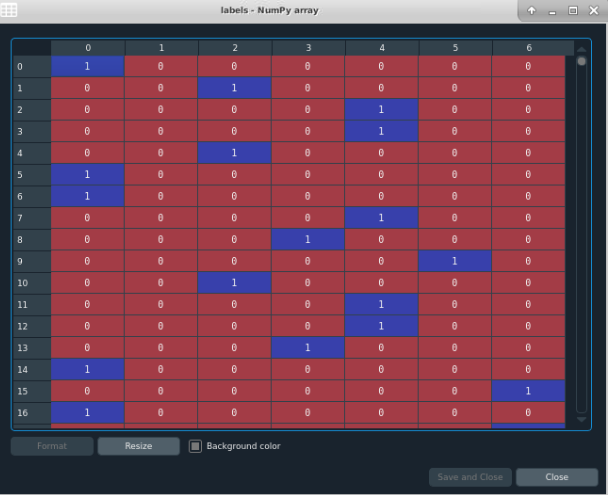 labels - NumPy array
0 1 2 3 4 5 6
0 1 0 0 0 0 0 0
1 0 0 1 0 0 0 0
2 0 0 0 0 1 0 0
3 0 0 0 0 1 0 0
4 0 0 1 0 0 0 0
5 1 0 0 0 0 0 0
6 1 0 0 0 0 0 0
7 0 0 0 0 1 0 0
8 0 0 0 1 0 0 0
9 0 0 0 0 0 1 0
10 0 0 1 0 0 0 0
11 0 0 0 0 1 0 0
12 0 0 0 0 1 0 0
13 0 0 0 1 0 0 0
14 1 0 0 0 0 0 0
15 0 0 0 0 0 0 1
16 1 0 0 0 0 0 0
Format Resize Background color
Save and Close Close